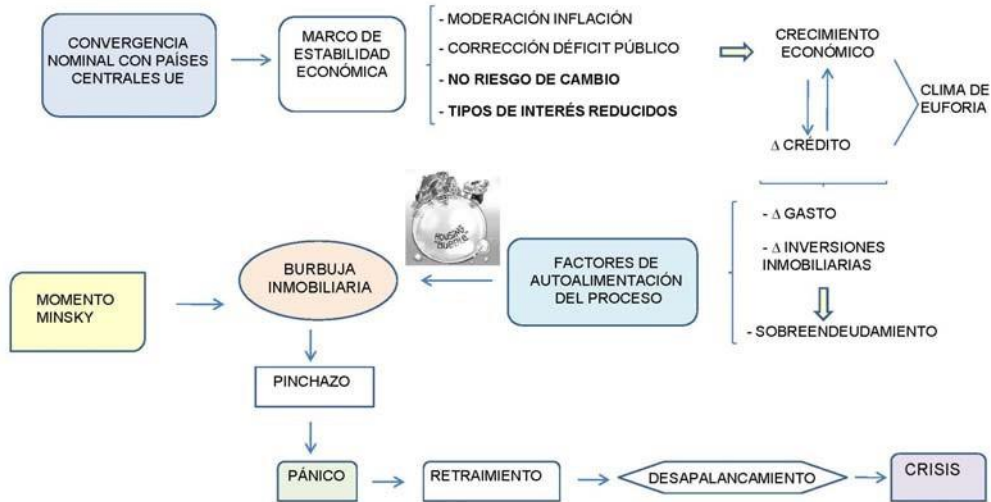 CONVERGENCIA
NOMINAL CON PAÍSES
CENTRALES UE
MARCO DE
ESTABILIDAD
ECONÓMICA
- MODERACIÓN INFLACIÓN
- CORRECCIÓN DÉFICIT PÚBLICO
- NO RIESGO DE CAMBIO
- TIPOS DE INTERÉS REDUCIDOS
CRECIMIENTO
ECONÓMICO
CLIMA DE
EUFORIA
Δ CRÉDITO
- Δ GASTO
- Δ INVERSIONES
INMOBILIARIAS
- SOBREENDEUDAMIENTO
FACTORES DE
AUTOALIMENTACIÓN
DEL PROCESO
HOUSING
BUBBLE
BURBUJA
INMOBILIARIA
MOMENTO
MINSKY
PINCHAZO
PÁNICO
RETRAIMIENTO
DESAPALANCAMIENTO
CRISIS